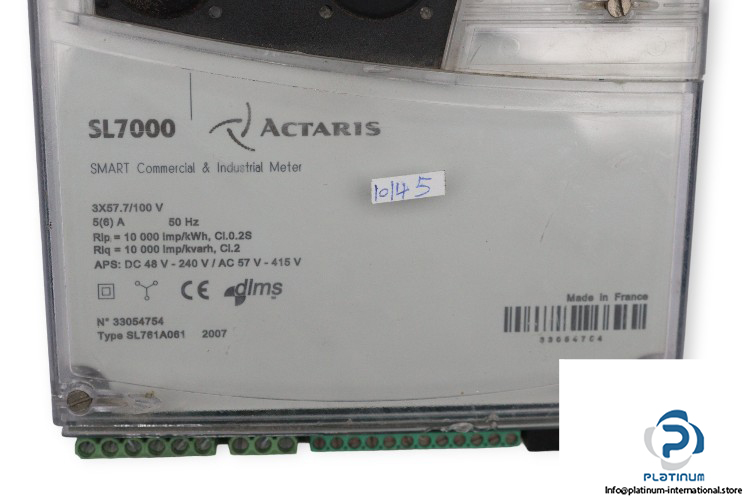 SL7000
ACTARIS
SMART Commercial & Industrial Meter
10145
3X57.7/100 V
5(6) A 50 Hz
Rip = 10 000 imp/kWh, Cl.0.2S
Riq = 10 000 imp/kvarh, Cl.2
APS: DC 48 V - 240 V / AC 57 V - 415 V
CE dlms
Made in France
N° 33054754
Type SL761A061 2007
PLATINUM
Info@platinum-international.store